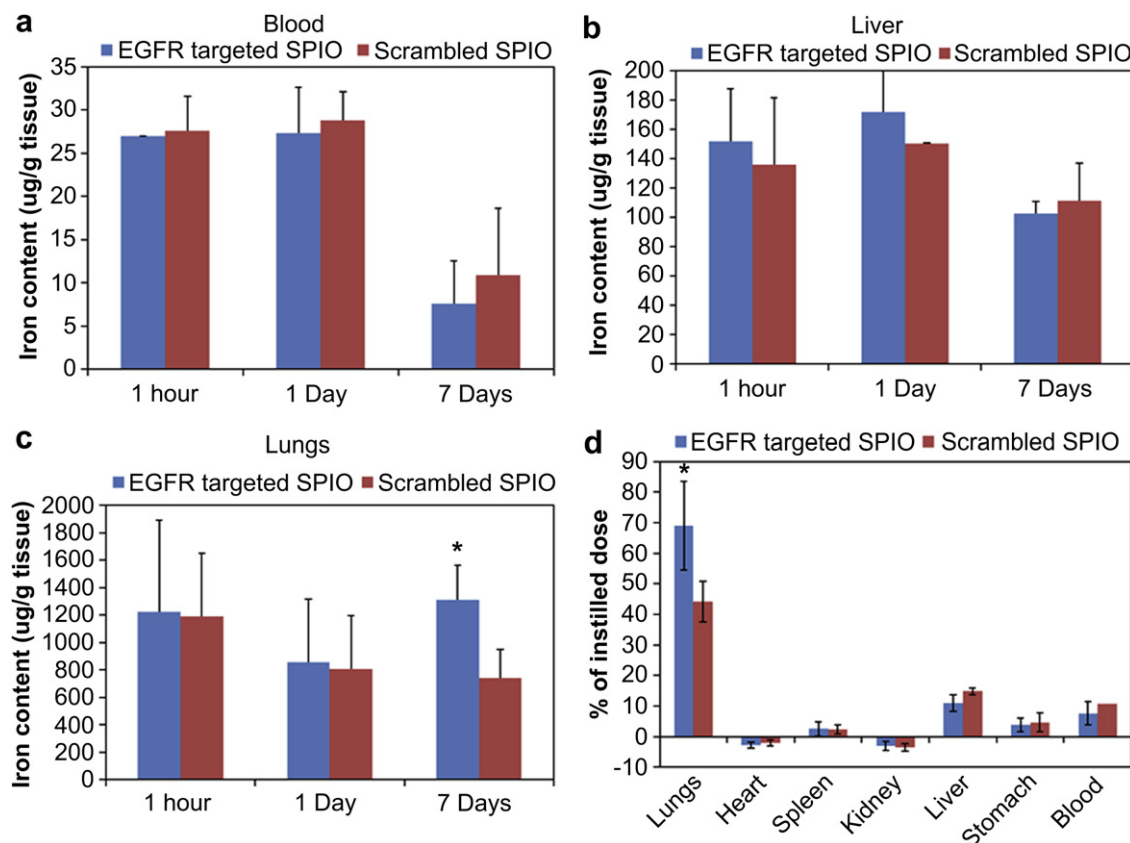 a
Blood
EGFR targeted SPIO Scrambled SPIO
Iron content (ug/g tissue)
35
30
25
20
15
10
5
0
1 hour 1 Day 7 Days
b
Liver
EGFR targeted SPIO Scrambled SPIO
Iron content (ug/g tissue)
200
180
160
140
120
100
80
60
40
20
0
1 hour 1 Day 7 Days
c
Lungs
EGFR targeted SPIO Scrambled SPIO
Iron content (ug/g tissue)
2000
1800
1600
1400
1200
1000
800
600
400
200
0
*
1 hour 1 Day 7 Days
d
EGFR targeted SPIO Scrambled SPIO
% of instilled dose
90
80
70
60
50
40
30
20
10
0
-10
*
Lungs Heart Spleen Kidney Liver Stomach Blood